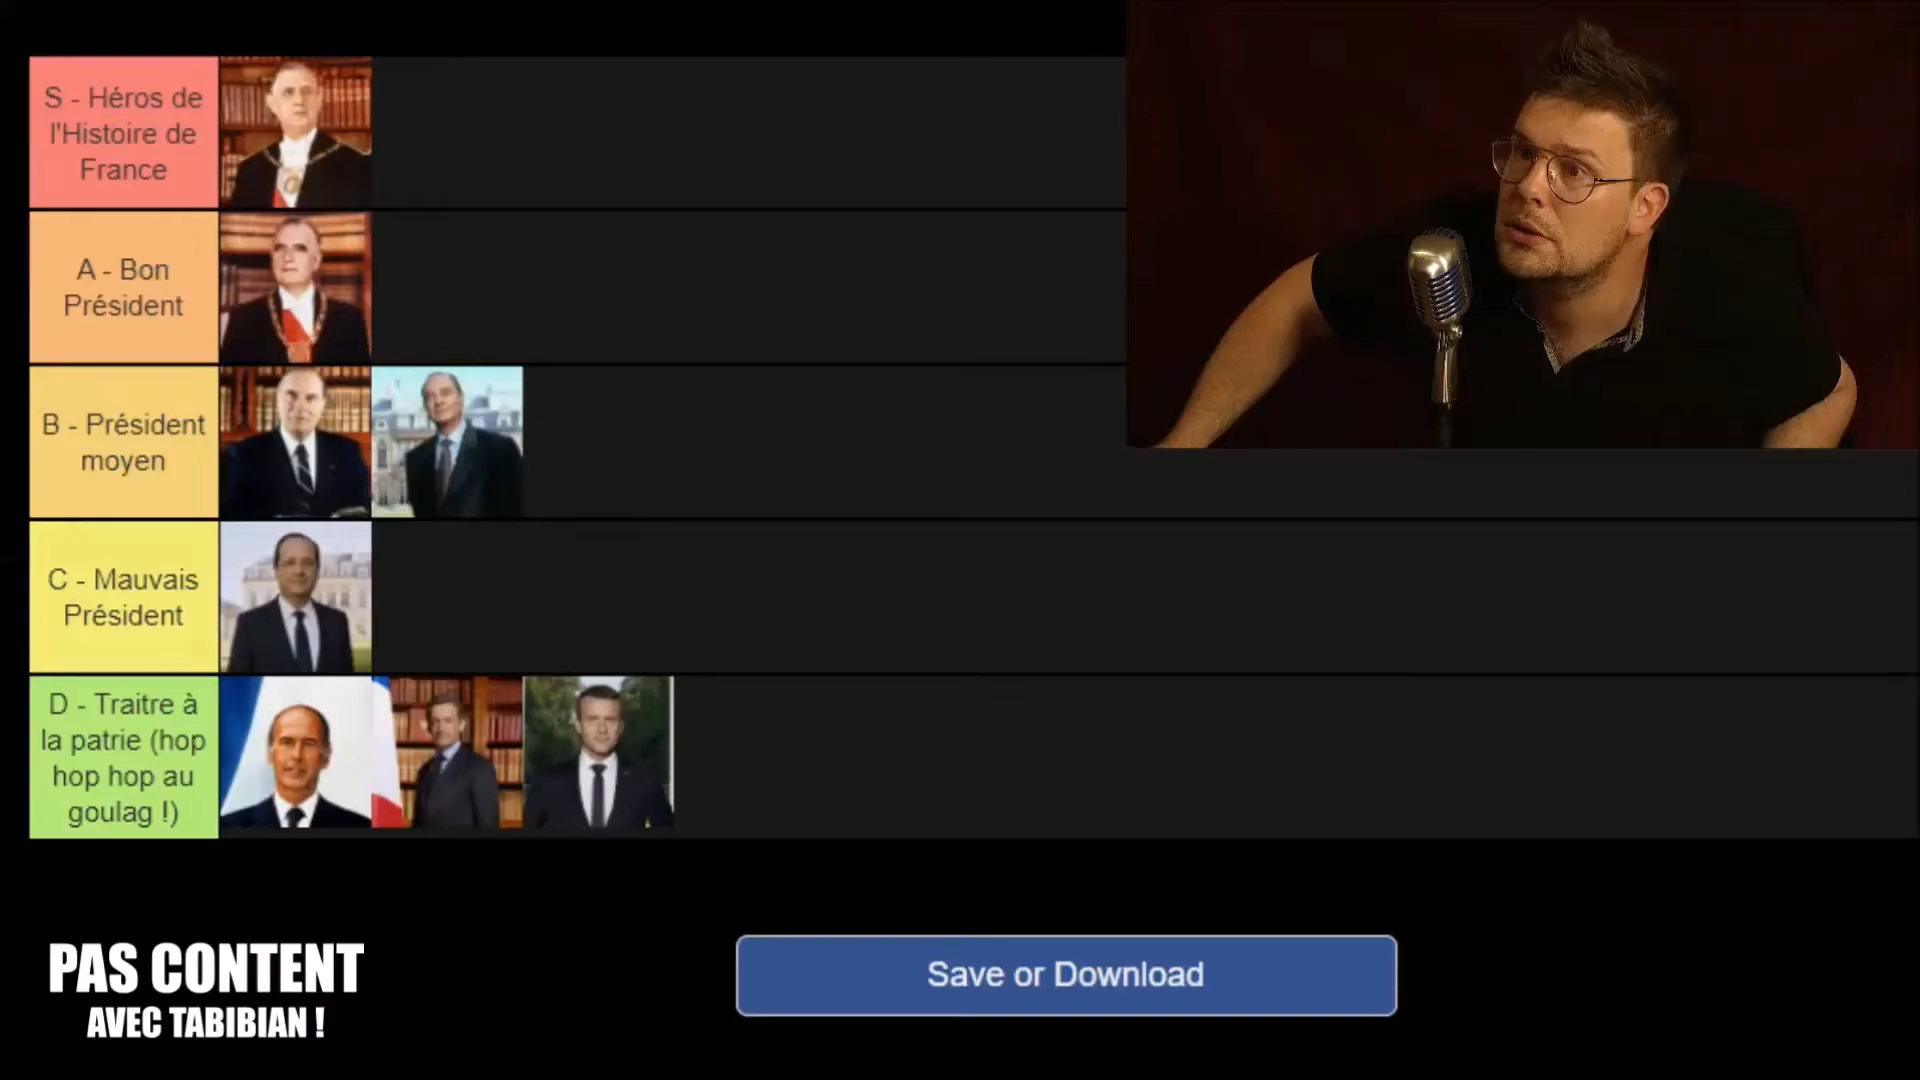 S - Héros de
l'Histoire de
France
A - Bon
Président
B - Président
moyen
C - Mauvais
Président
D - Traitre à
la patrie (hop
hop hop au
goulag !)
PAS CONTENT
AVEC TABIBIAN !
Save or Download